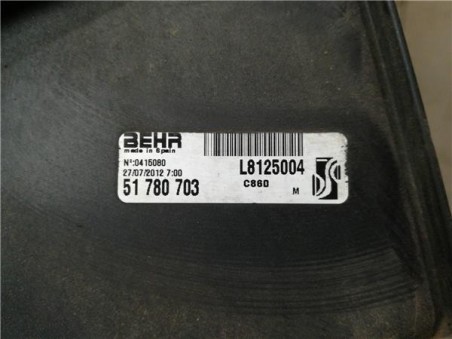 BEHR
made in Spain
Nº:0415080 L8125004
27/07/2012 7:00 C860
51 780 703 M